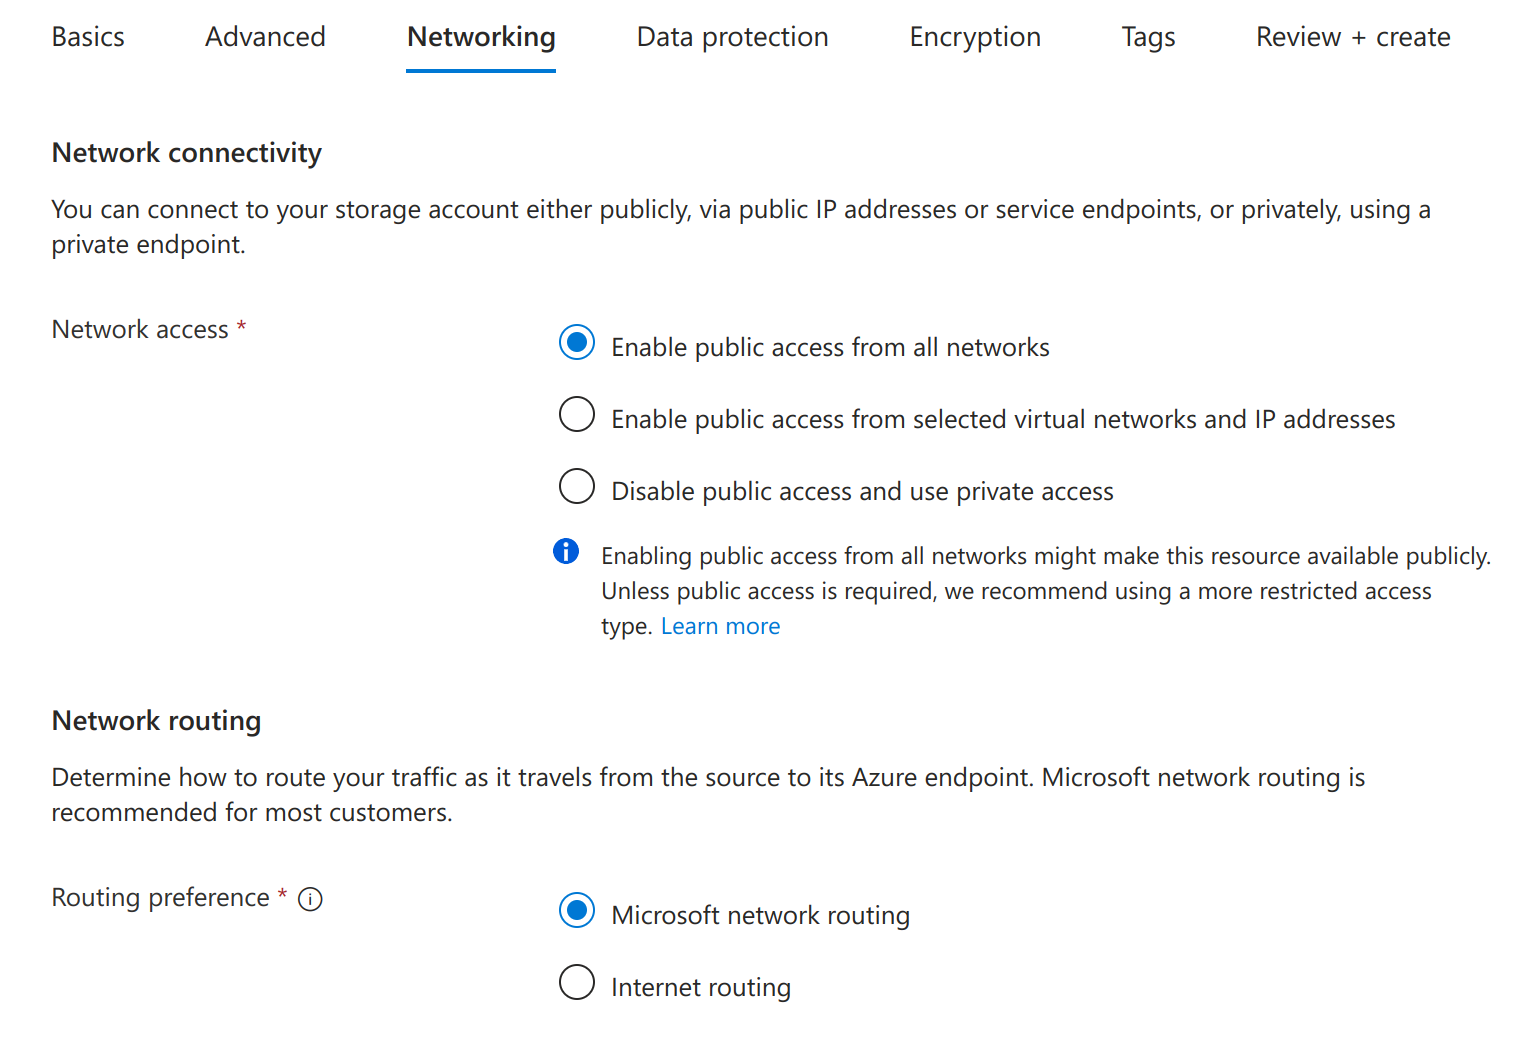 Basics Advanced Networking Data protection Encryption Tags Review + create
Network connectivity
You can connect to your storage account either publicly, via public IP addresses or service endpoints, or privately, using a
private endpoint.
Network access *
Enable public access from all networks
Enable public access from selected virtual networks and IP addresses
Disable public access and use private access
Enabling public access from all networks might make this resource available publicly.
Unless public access is required, we recommend using a more restricted access
type. Learn more
Network routing
Determine how to route your traffic as it travels from the source to its Azure endpoint. Microsoft network routing is
recommended for most customers.
Routing preference *
Microsoft network routing
Internet routing